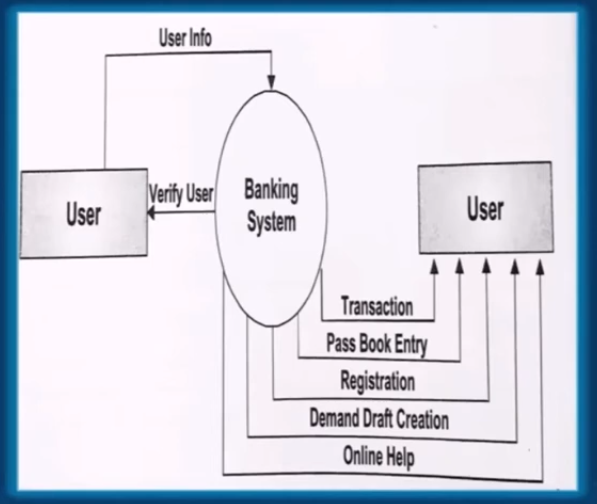 User Info
User
Verify User
Banking
System
User
Transaction
Pass Book Entry
Registration
Demand Draft Creation
Online Help